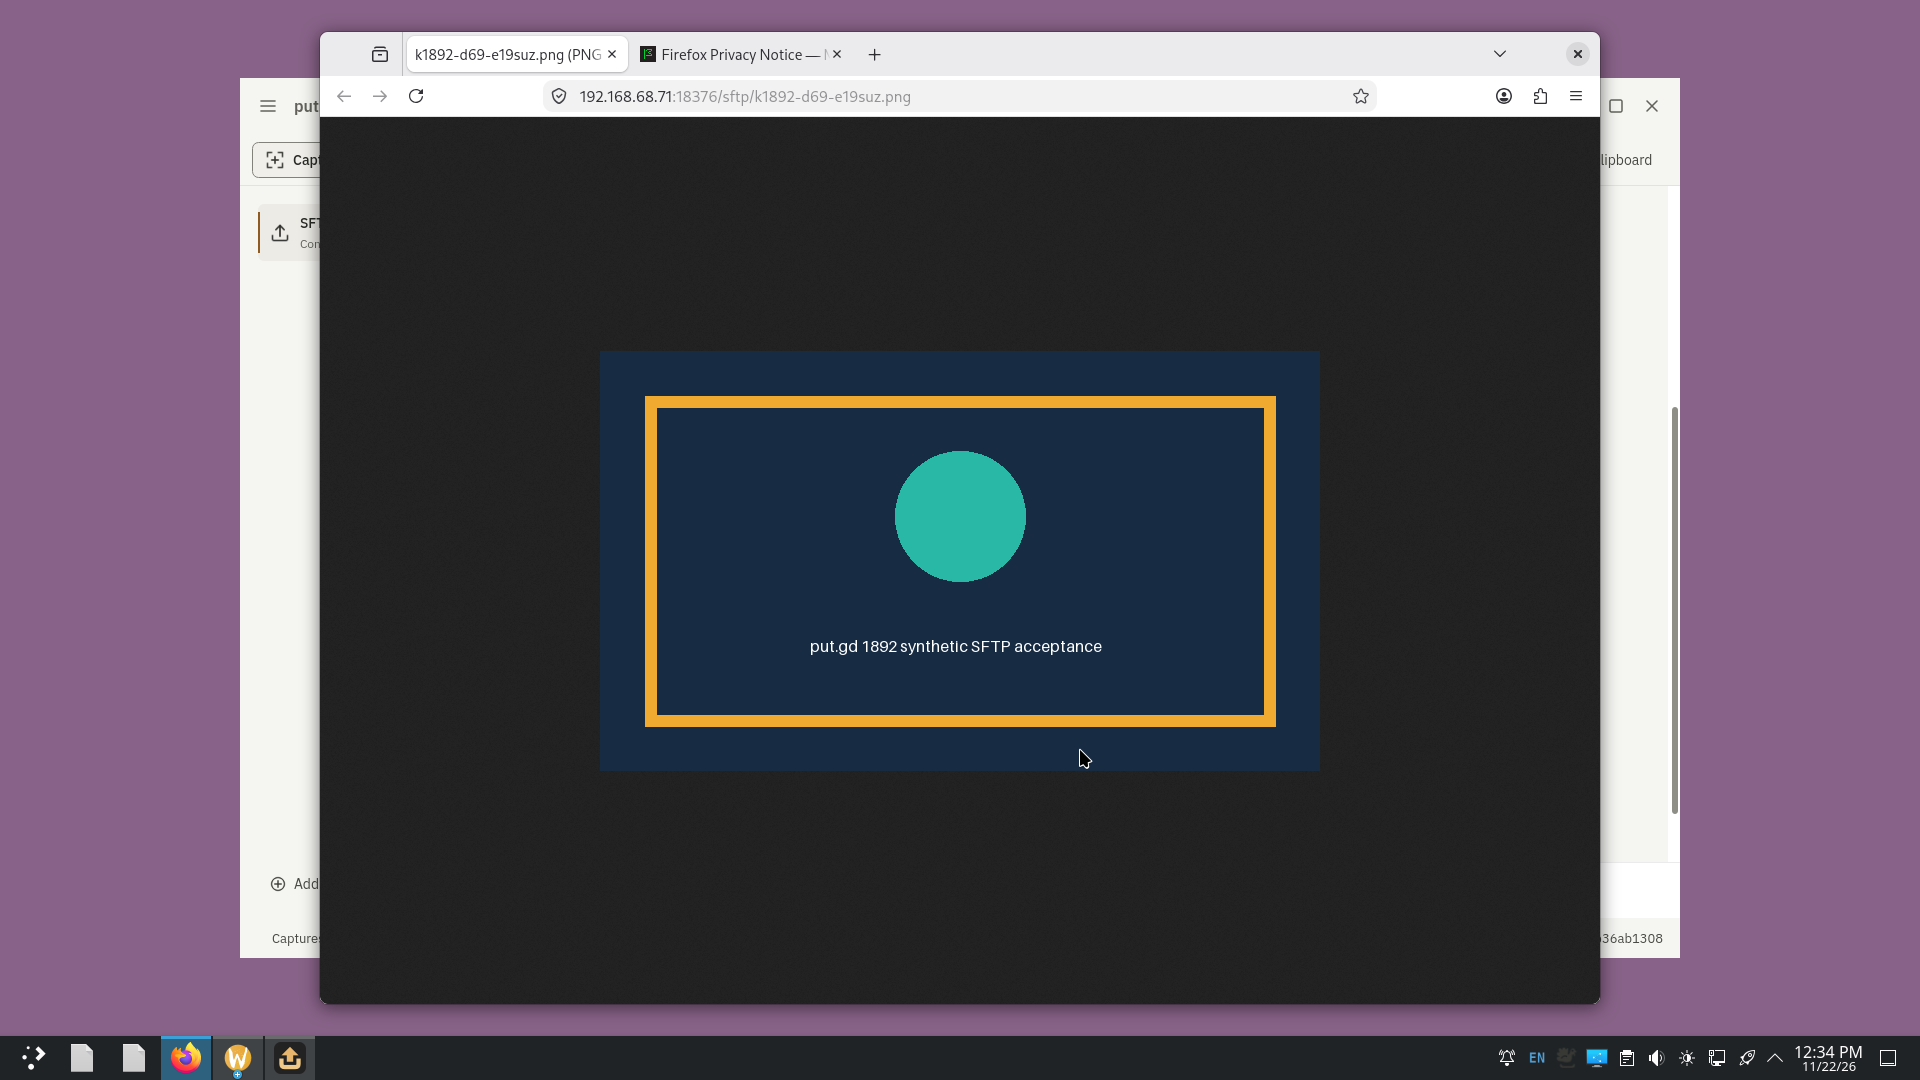 k1892-d69-e19suz.png (PNG
Firefox Privacy Notice —
192.168.68.71:18376/sftp/k1892-d69-e19suz.png
put
Capt
lipboard
SFT
Con
put.gd 1892 synthetic SFTP acceptance
Add
Capture
36ab1308
EN
12:34 PM
11/22/26